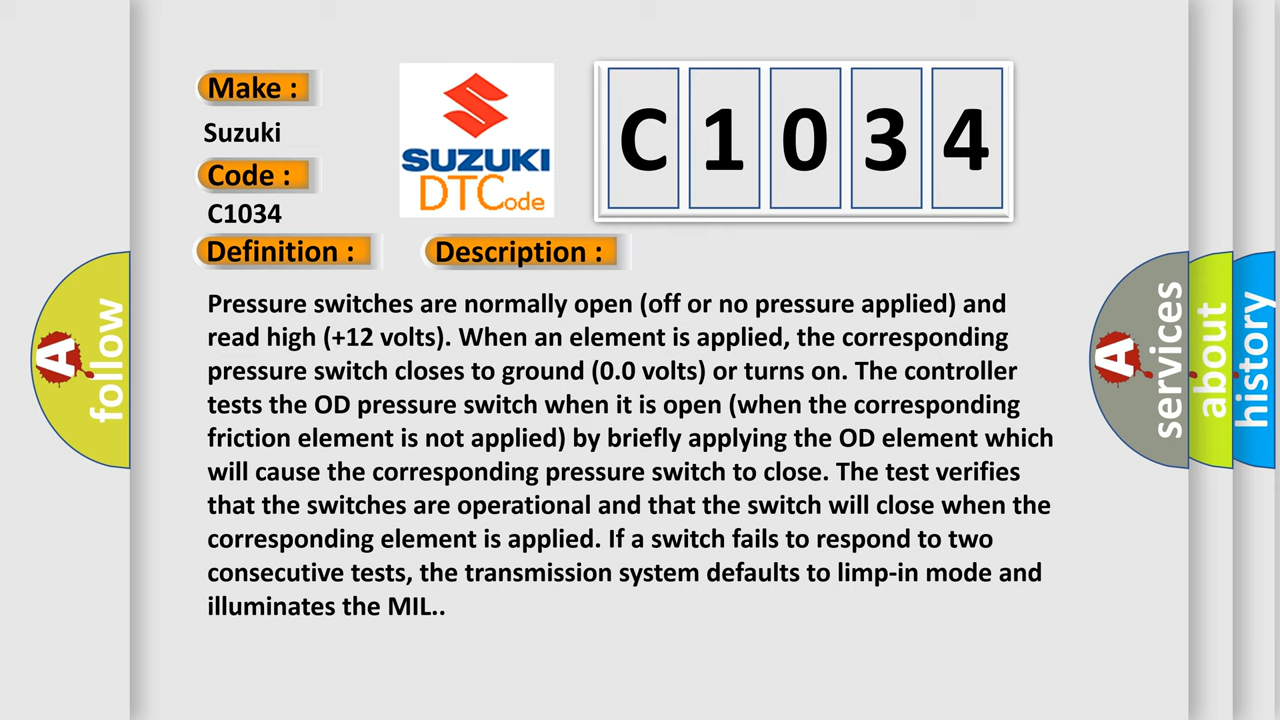 Make :
Suzuki
Code :
C1034
SUZUKI
DTCode
C1034
Definition :
Description :
Pressure switches are normally open (off or no pressure applied) and
read high (+12 volts). When an element is applied, the corresponding
pressure switch closes to ground (0.0 volts) or turns on. The controller
tests the OD pressure switch when it is open (when the corresponding
friction element is not applied) by briefly applying the OD element which
will cause the corresponding pressure switch to close. The test verifies
that the switches are operational and that the switch will close when the
corresponding element is applied. If a switch fails to respond to two
consecutive tests, the transmission system defaults to limp-in mode and
illuminates the MIL..
A follow
A services
about
history